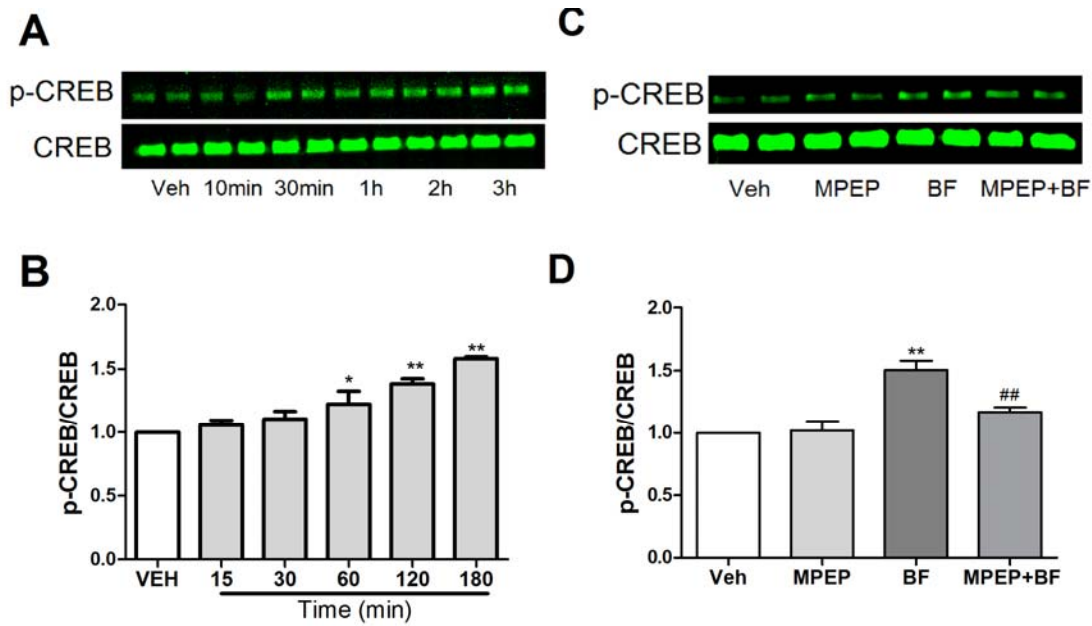 A
p-CREB
CREB
Veh 10min 30min 1h 2h 3h
B
p-CREB/CREB
2.0
1.5
1.0
0.5
0.0
* ** **
VEH 15 30 60 120 180
Time (min)
C
p-CREB
CREB
Veh MPEP BF MPEP+BF
D
p-CREB/CREB
2.0
1.5
1.0
0.5
0.0
** ##
Veh MPEP BF MPEP+BF